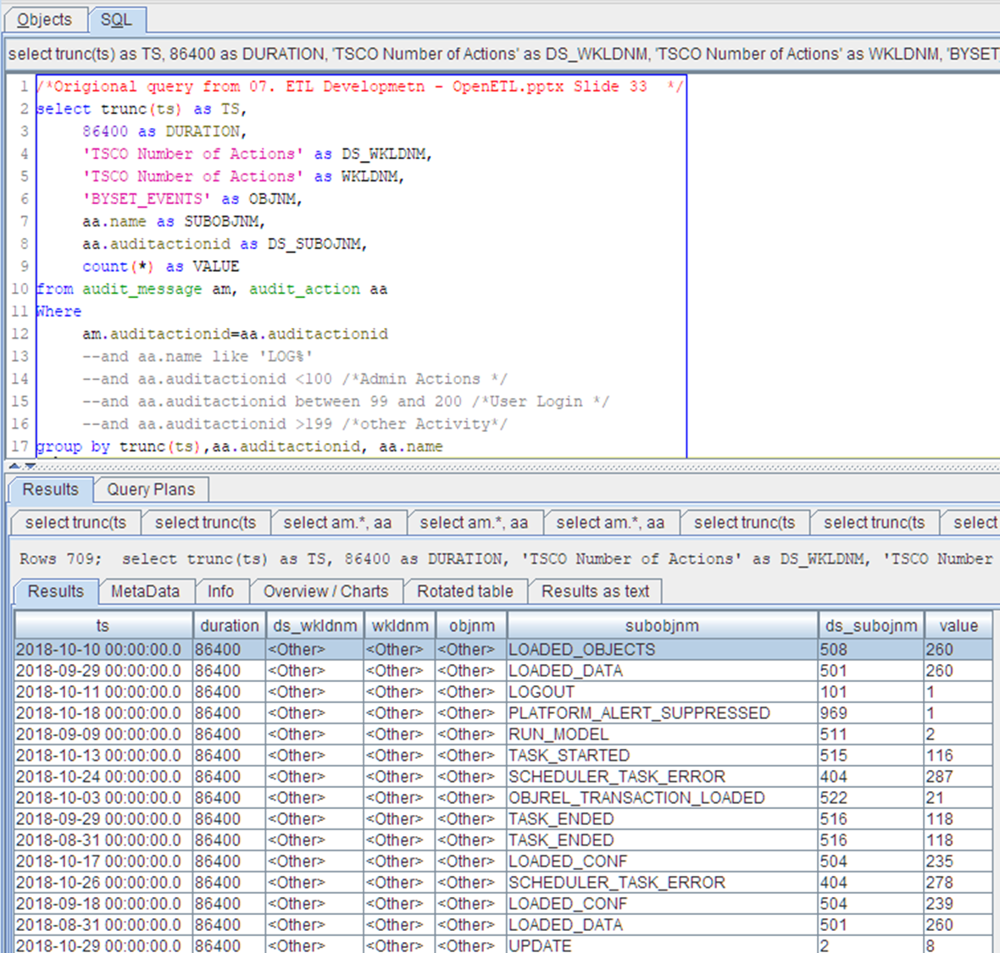 Objects SQL
select trunc(ts) as TS, 86400 as DURATION, 'TSCO Number of Actions' as DS_WKLDNM, 'TSCO Number of Actions' as WKLDNM, 'BYSET
1 /*Origional query from 07. ETL Developmetn - OpenETL.pptx Slide 33 */
2 select trunc(ts) as TS,
3 86400 as DURATION,
4 'TSCO Number of Actions' as DS_WKLDNM,
5 'TSCO Number of Actions' as WKLDNM,
6 'BYSET_EVENTS' as OBJNM,
7 aa.name as SUBOBJNM,
8 aa.auditactionid as DS_SUBOJNM,
9 count(*) as VALUE
10 from audit_message am, audit_action aa
11 Where
12 am.auditactionid=aa.auditactionid
13 --and aa.name like 'LOG%'
14 --and aa.auditactionid <100 /*Admin Actions */
15 --and aa.auditactionid between 99 and 200 /*User Login */
16 --and aa.auditactionid >199 /*other Activity*/
17 group by trunc(ts),aa.auditactionid, aa.name
Results Query Plans
select trunc(ts select trunc(ts select am.*, aa select am.*, aa select am.*, aa select trunc(ts select trunc(ts select
Rows 709; select trunc(ts) as TS, 86400 as DURATION, 'TSCO Number of Actions' as DS_WKLDNM, 'TSCO Number
Results MetaData Info Overview / Charts Rotated table Results as text
ts duration ds_wkldnm wkldnm objnm subobjnm ds_subojnm value
2018-10-10 00:00:00.0 86400 <Other> <Other> <Other> LOADED_OBJECTS 508 260
2018-09-29 00:00:00.0 86400 <Other> <Other> <Other> LOADED_DATA 501 260
2018-10-11 00:00:00.0 86400 <Other> <Other> <Other> LOGOUT 101 1
2018-10-18 00:00:00.0 86400 <Other> <Other> <Other> PLATFORM_ALERT_SUPPRESSED 969 1
2018-09-09 00:00:00.0 86400 <Other> <Other> <Other> RUN_MODEL 511 2
2018-10-13 00:00:00.0 86400 <Other> <Other> <Other> TASK_STARTED 515 116
2018-10-24 00:00:00.0 86400 <Other> <Other> <Other> SCHEDULER_TASK_ERROR 404 287
2018-10-03 00:00:00.0 86400 <Other> <Other> <Other> OBJREL_TRANSACTION_LOADED 522 21
2018-09-29 00:00:00.0 86400 <Other> <Other> <Other> TASK_ENDED 516 118
2018-08-31 00:00:00.0 86400 <Other> <Other> <Other> TASK_ENDED 516 118
2018-10-17 00:00:00.0 86400 <Other> <Other> <Other> LOADED_CONF 504 235
2018-10-26 00:00:00.0 86400 <Other> <Other> <Other> SCHEDULER_TASK_ERROR 404 278
2018-09-18 00:00:00.0 86400 <Other> <Other> <Other> LOADED_CONF 504 239
2018-08-31 00:00:00.0 86400 <Other> <Other> <Other> LOADED_DATA 501 260
2018-10-29 00:00:00.0 86400 <Other> <Other> <Other> UPDATE 2 8